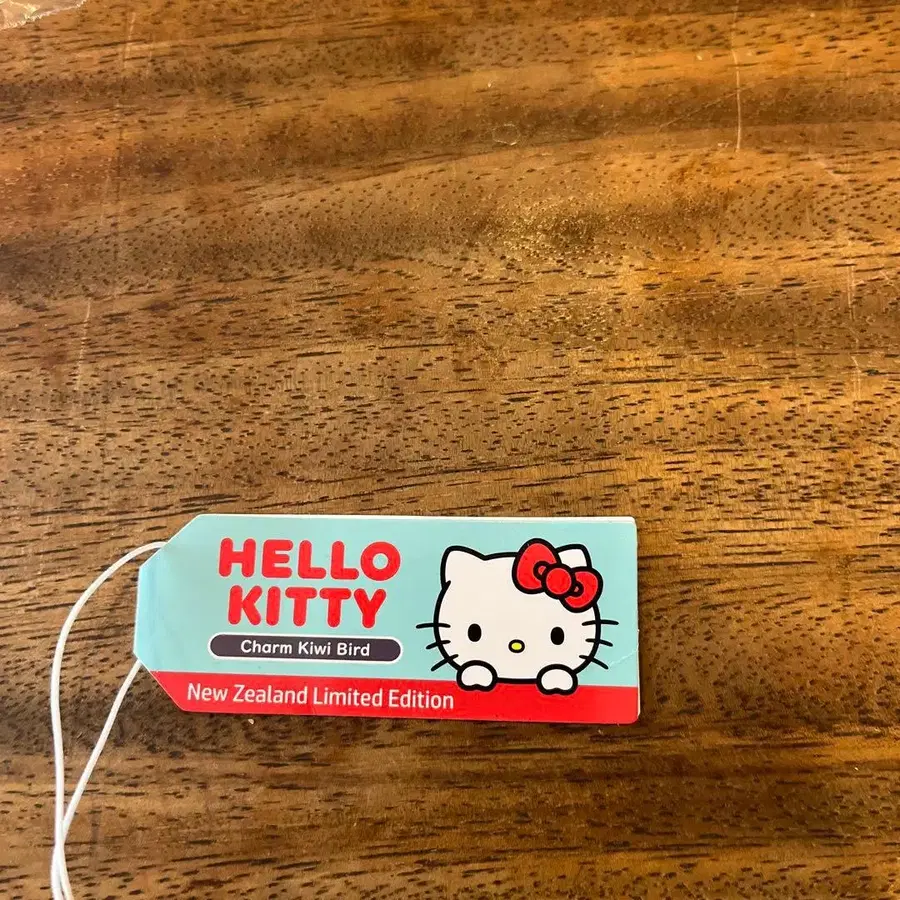 HELLO
KITTY
Charm Kiwi Bird
New Zealand Limited Edition